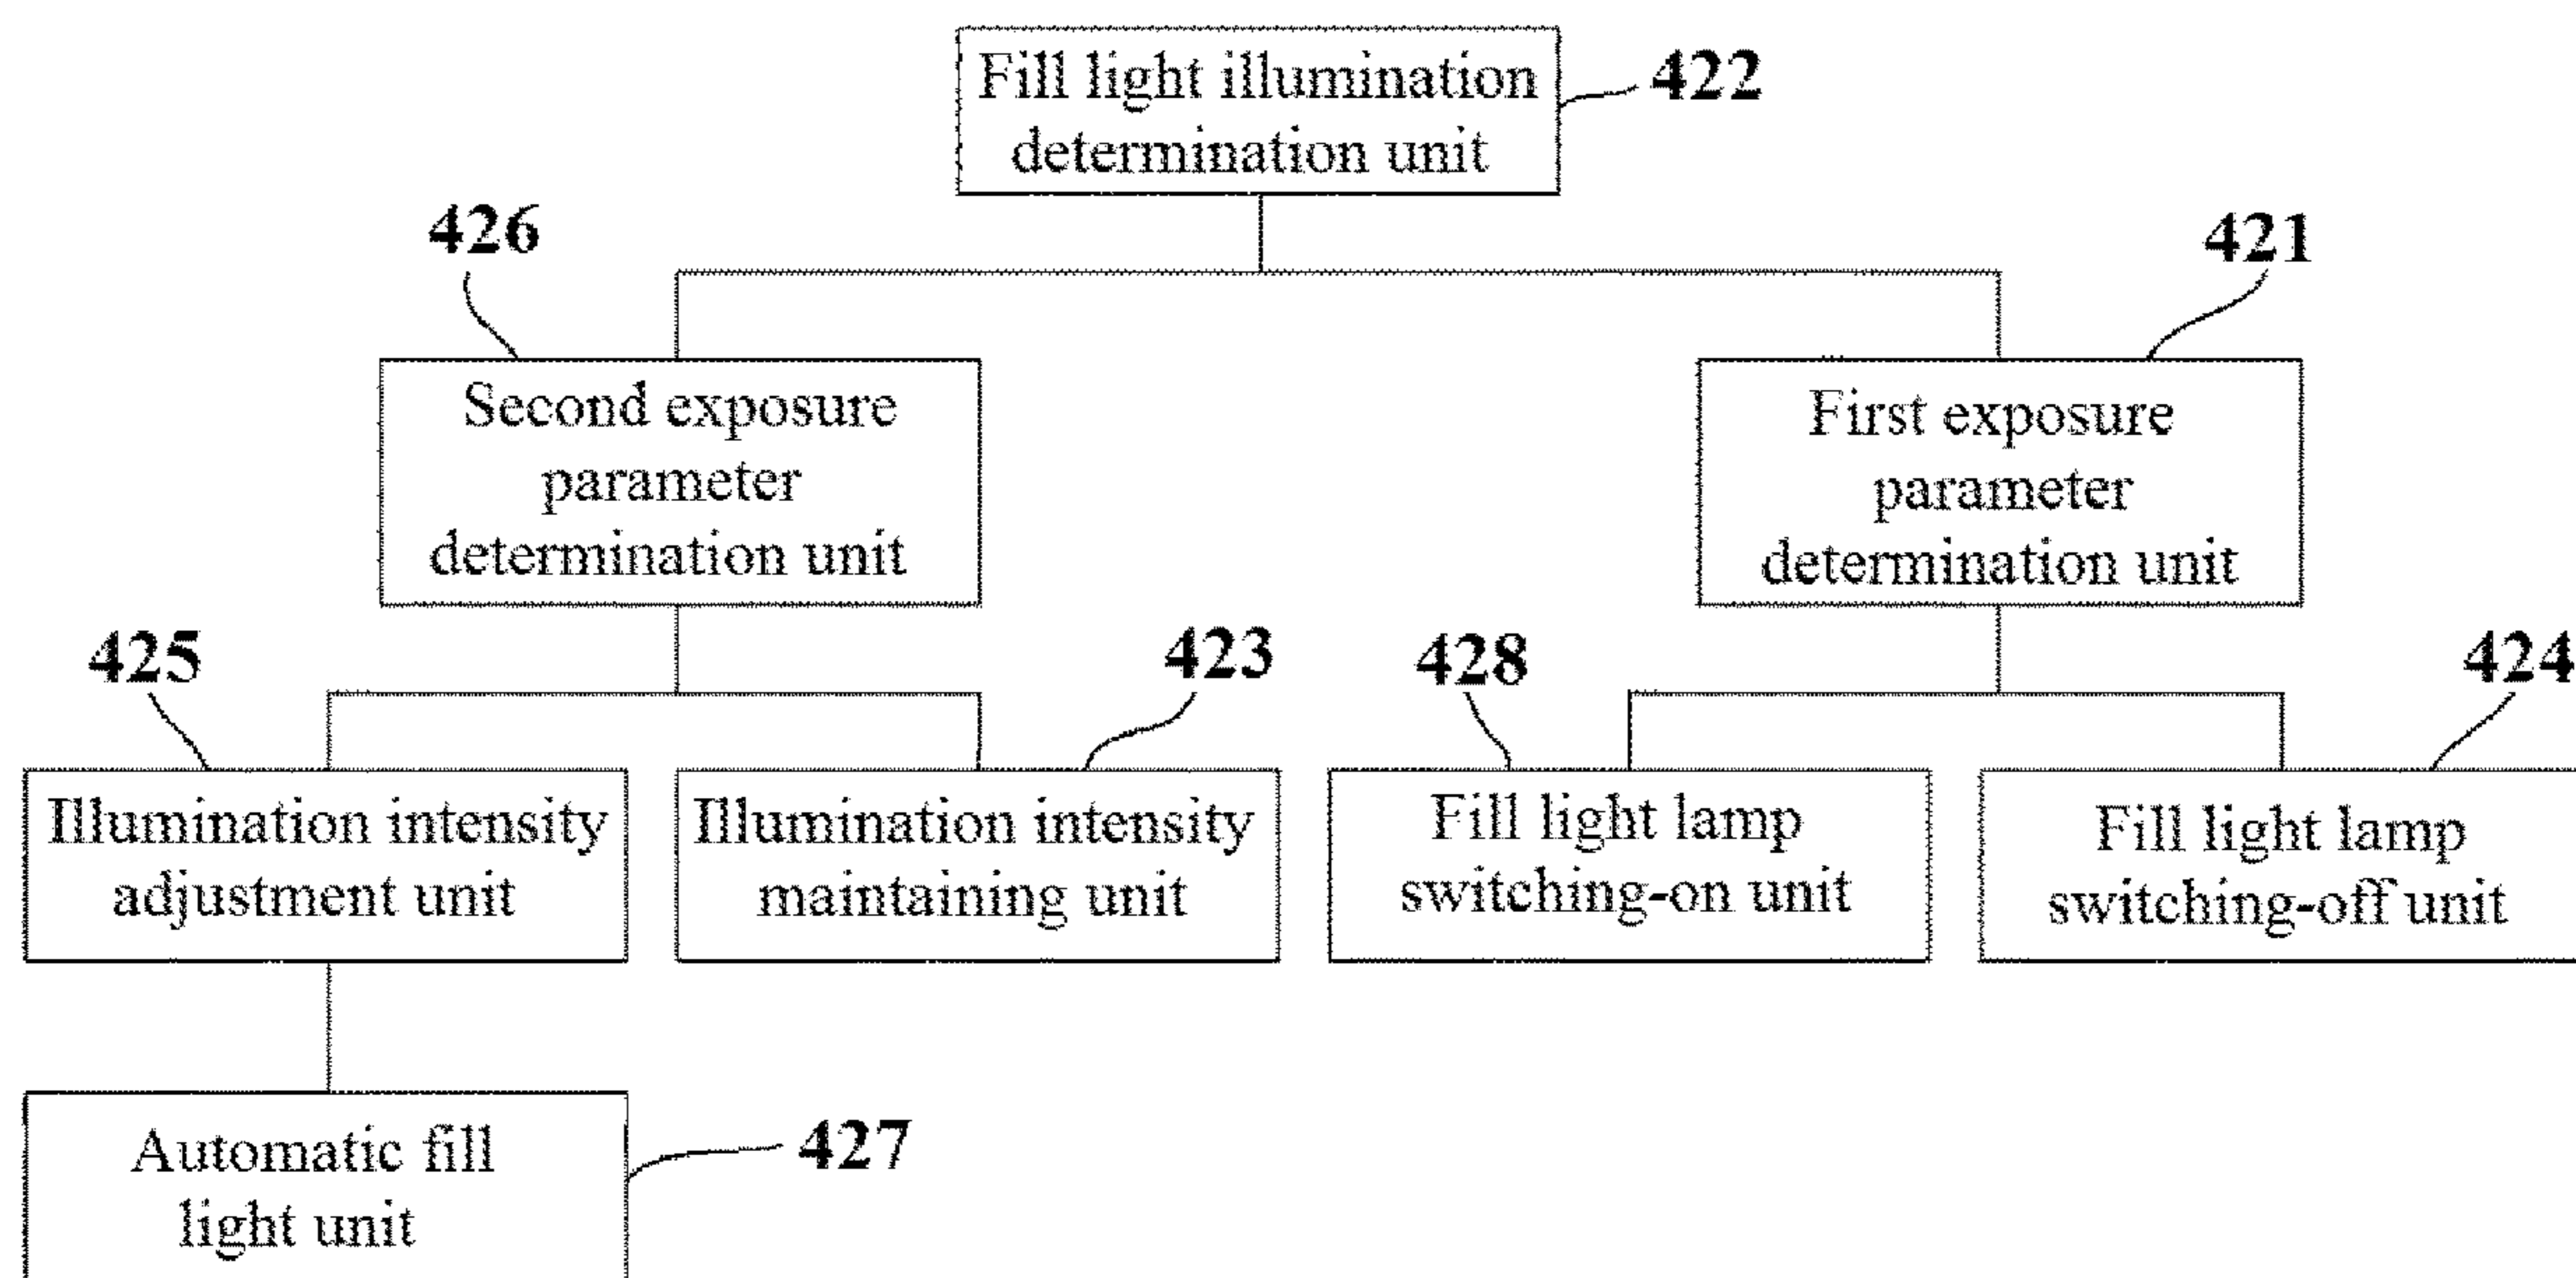 Fill light illumination
determination unit
422
426
421
Second exposure
parameter
determination unit
First exposure
parameter
determination unit
425
423
428
424
Illumination intensity
adjustment unit
Illumination intensity
maintaining unit
Fill light lamp
switching-on unit
Fill light lamp
switching-off unit
Automatic fill
light unit
427